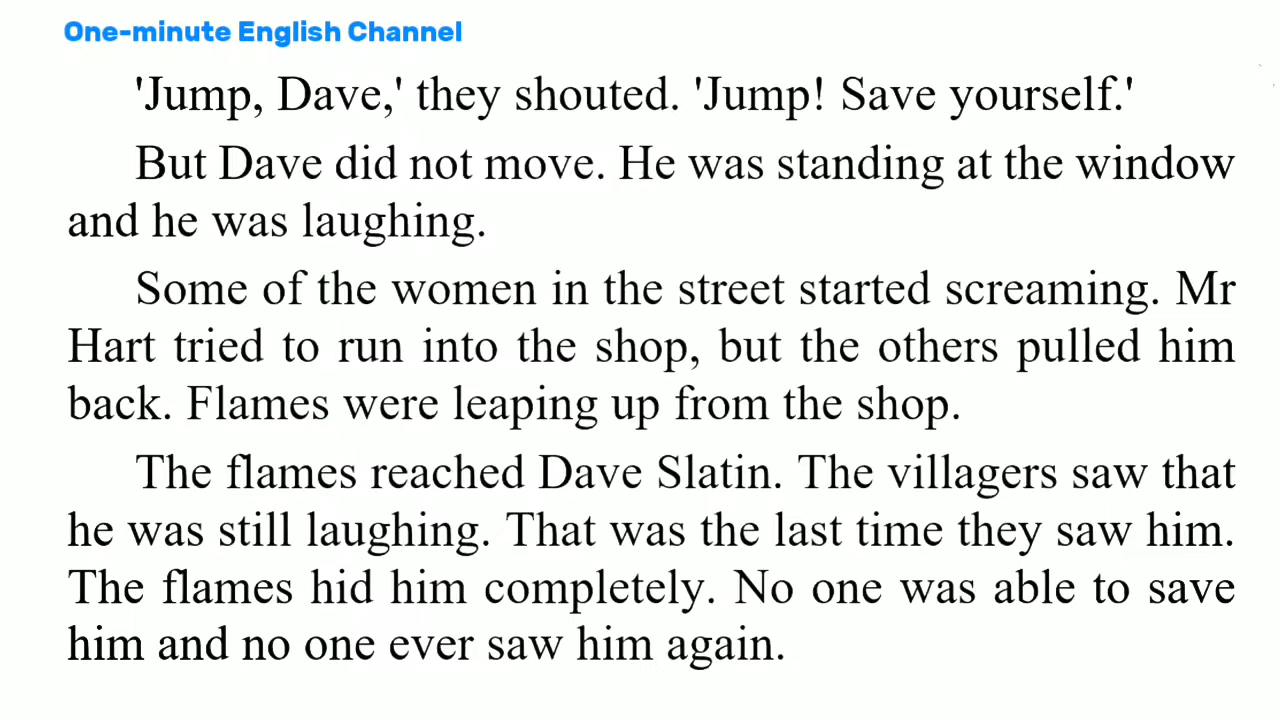 One-minute English Channel
'Jump, Dave,' they shouted. 'Jump! Save yourself.'
But Dave did not move. He was standing at the window
and he was laughing.
Some of the women in the street started screaming. Mr
Hart tried to run into the shop, but the others pulled him
back. Flames were leaping up from the shop.
The flames reached Dave Slatin. The villagers saw that
he was still laughing. That was the last time they saw him.
The flames hid him completely. No one was able to save
him and no one ever saw him again.